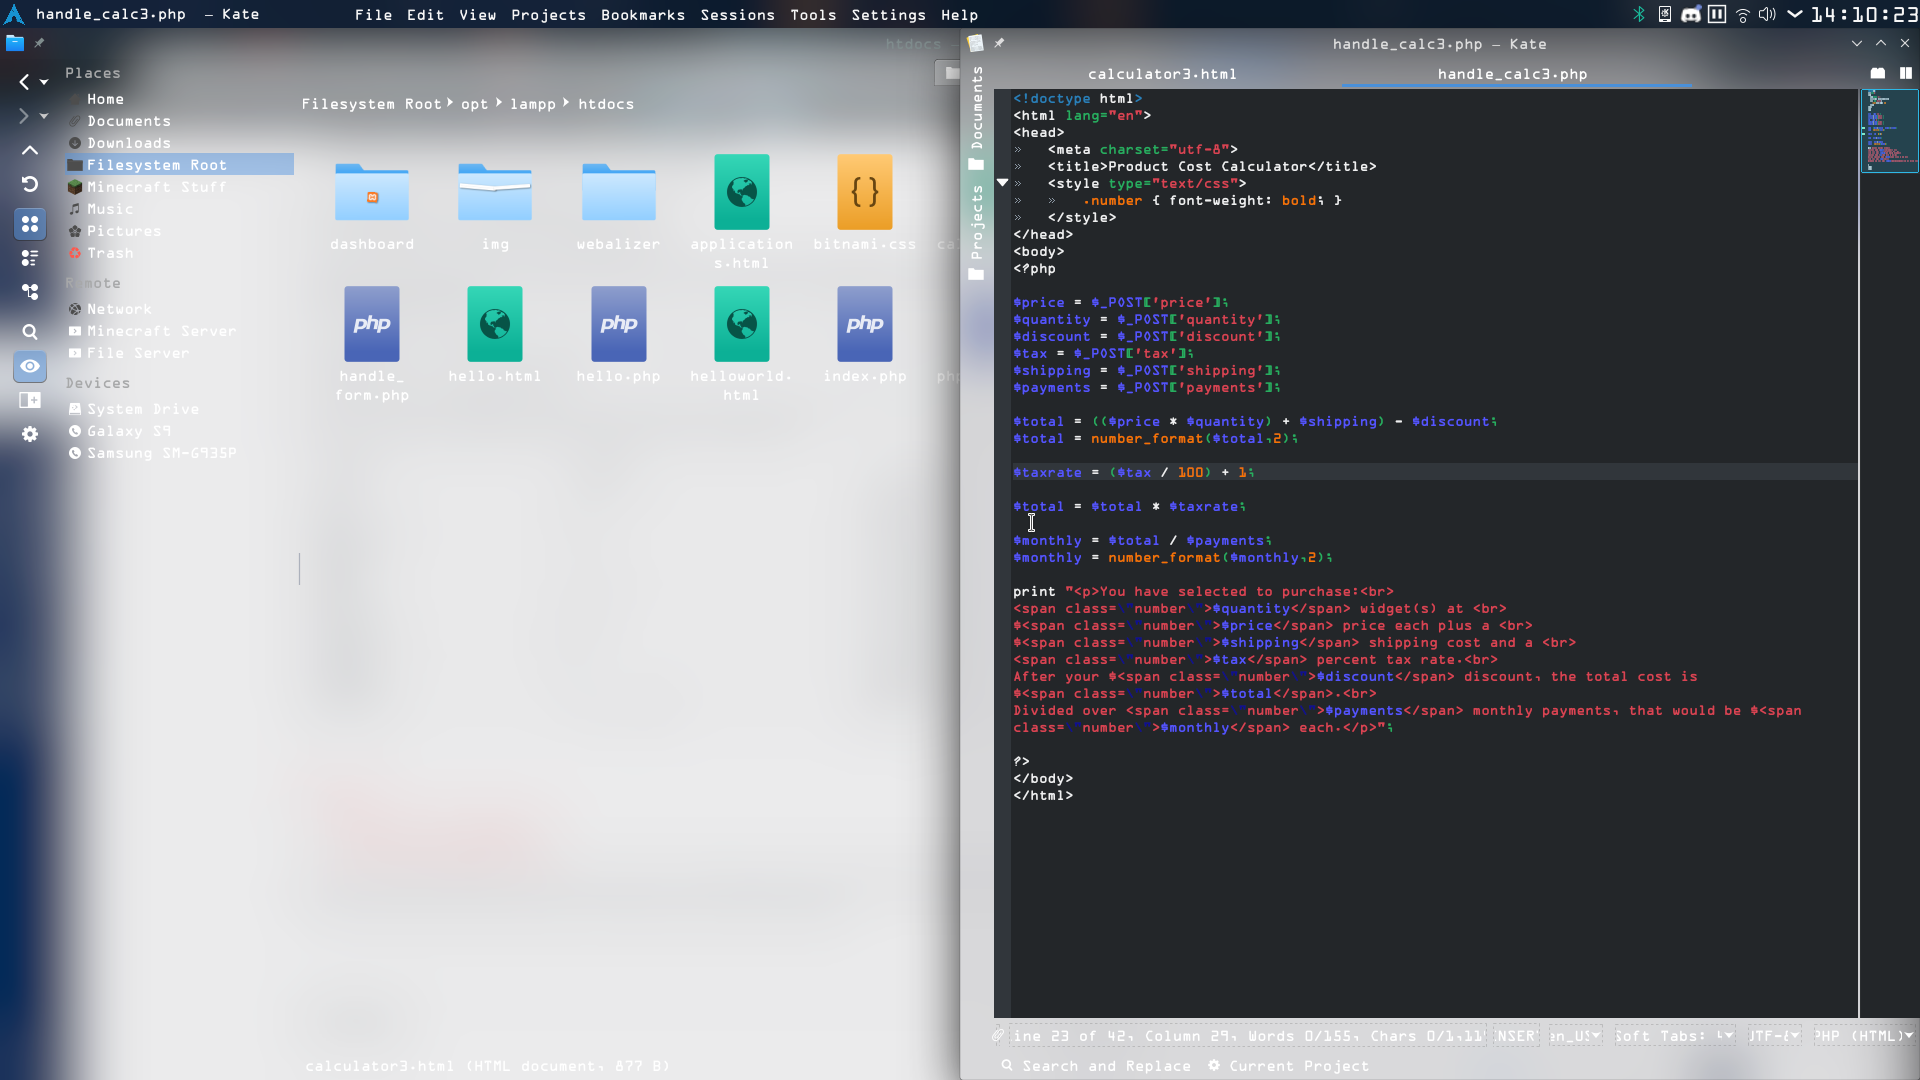 handle_calc3.php – Kate
File Edit View Projects Bookmarks Sessions Tools Settings Help
14:10:23
htdocs –
Places
Home
Documents
Downloads
Filesystem Root
Minecraft Stuff
Music
Pictures
Trash
Remote
Network
Minecraft Server
File Server
Devices
System Drive
Galaxy S9
Samsung SM-G935P
Filesystem Root > opt > lampp > htdocs
dashboard
img
webalizer
application
s.html
bitnami.css
php
handle_
form.php
hello.html
php
hello.php
helloworld.
html
php
index.php
calculator3.html (HTML document, 877 B)
handle_calc3.php – Kate
calculator3.html
handle_calc3.php
Documents
Projects
<!doctype html>
<html lang="en">
<head>
<meta charset="utf-8">
<title>Product Cost Calculator</title>
<style type="text/css">
.number { font-weight: bold; }
</style>
</head>
<body>
<?php
$price = $_POST['price'];
$quantity = $_POST['quantity'];
$discount = $_POST['discount'];
$tax = $_POST['tax'];
$shipping = $_POST['shipping'];
$payments = $_POST['payments'];
$total = (($price * $quantity) + $shipping) - $discount;
$total = number_format($total,2);
$taxrate = ($tax / 100) + 1;
$total = $total * $taxrate;
$monthly = $total / $payments;
$monthly = number_format($monthly,2);
print "<p>You have selected to purchase:<br>
<span class=\"number\">$quantity</span> widget(s) at <br>
$<span class=\"number\">$price</span> price each plus a <br>
$<span class=\"number\">$shipping</span> shipping cost and a <br>
<span class=\"number\">$tax</span> percent tax rate.<br>
After your $<span class=\"number\">$discount</span> discount, the total cost is
$<span class=\"number\">$total</span>.<br>
Divided over <span class=\"number\">$payments</span> monthly payments, that would be $<span
class=\"number\">$monthly</span> each.</p>";
?>
</body>
</html>
ine 23 of 42, Column 29, Words 0/155, Chars 0/1,11 NSER en_US Soft Tabs: 4 UTF-8 PHP (HTML)
Search and Replace Current Project